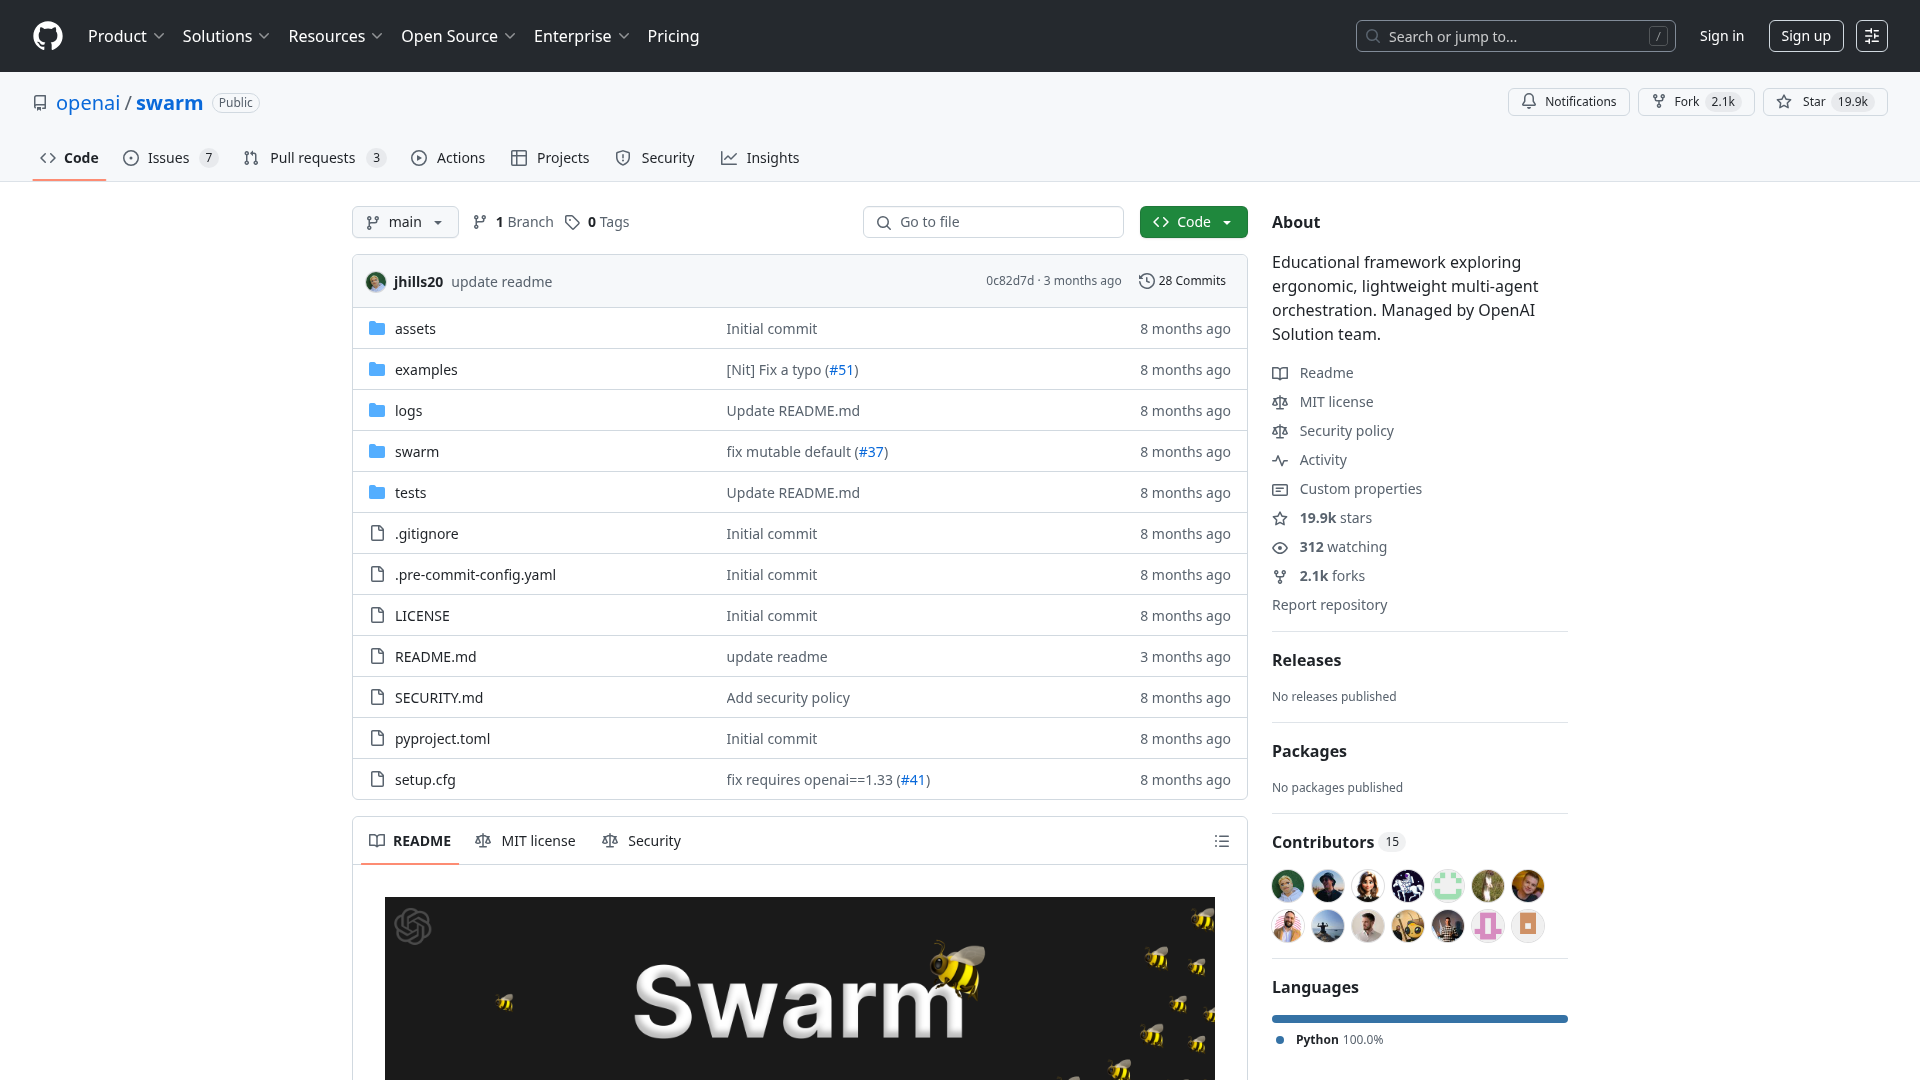 Product Solutions Resources Open Source Enterprise Pricing Search or jump to... / Sign in Sign up
openai / swarm Public Notifications Fork 2.1k Star 19.9k
Code Issues 7 Pull requests 3 Actions Projects Security Insights
main 1 Branch 0 Tags Go to file Code
jhills20 update readme 0c82d7d · 3 months ago 28 Commits
assets Initial commit 8 months ago
examples [Nit] Fix a typo (#51) 8 months ago
logs Update README.md 8 months ago
swarm fix mutable default (#37) 8 months ago
tests Update README.md 8 months ago
.gitignore Initial commit 8 months ago
.pre-commit-config.yaml Initial commit 8 months ago
LICENSE Initial commit 8 months ago
README.md update readme 3 months ago
SECURITY.md Add security policy 8 months ago
pyproject.toml Initial commit 8 months ago
setup.cfg fix requires openai==1.33 (#41) 8 months ago
README MIT license Security
Swarm
About
Educational framework exploring
ergonomic, lightweight multi-agent
orchestration. Managed by OpenAI
Solution team.
Readme
MIT license
Security policy
Activity
Custom properties
19.9k stars
312 watching
2.1k forks
Report repository
Releases
No releases published
Packages
No packages published
Contributors 15
Languages
Python 100.0%